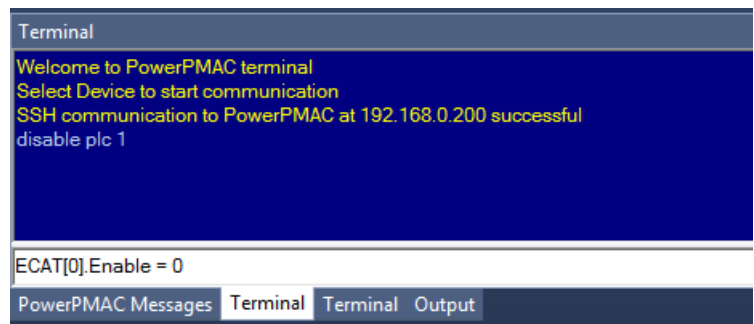 Terminal
Welcome to PowerPMAC terminal
Select Device to start communication
SSH communication to PowerPMAC at 192.168.0.200 successful
disable plc 1
ECAT[0].Enable = 0
PowerPMAC Messages Terminal Terminal Output